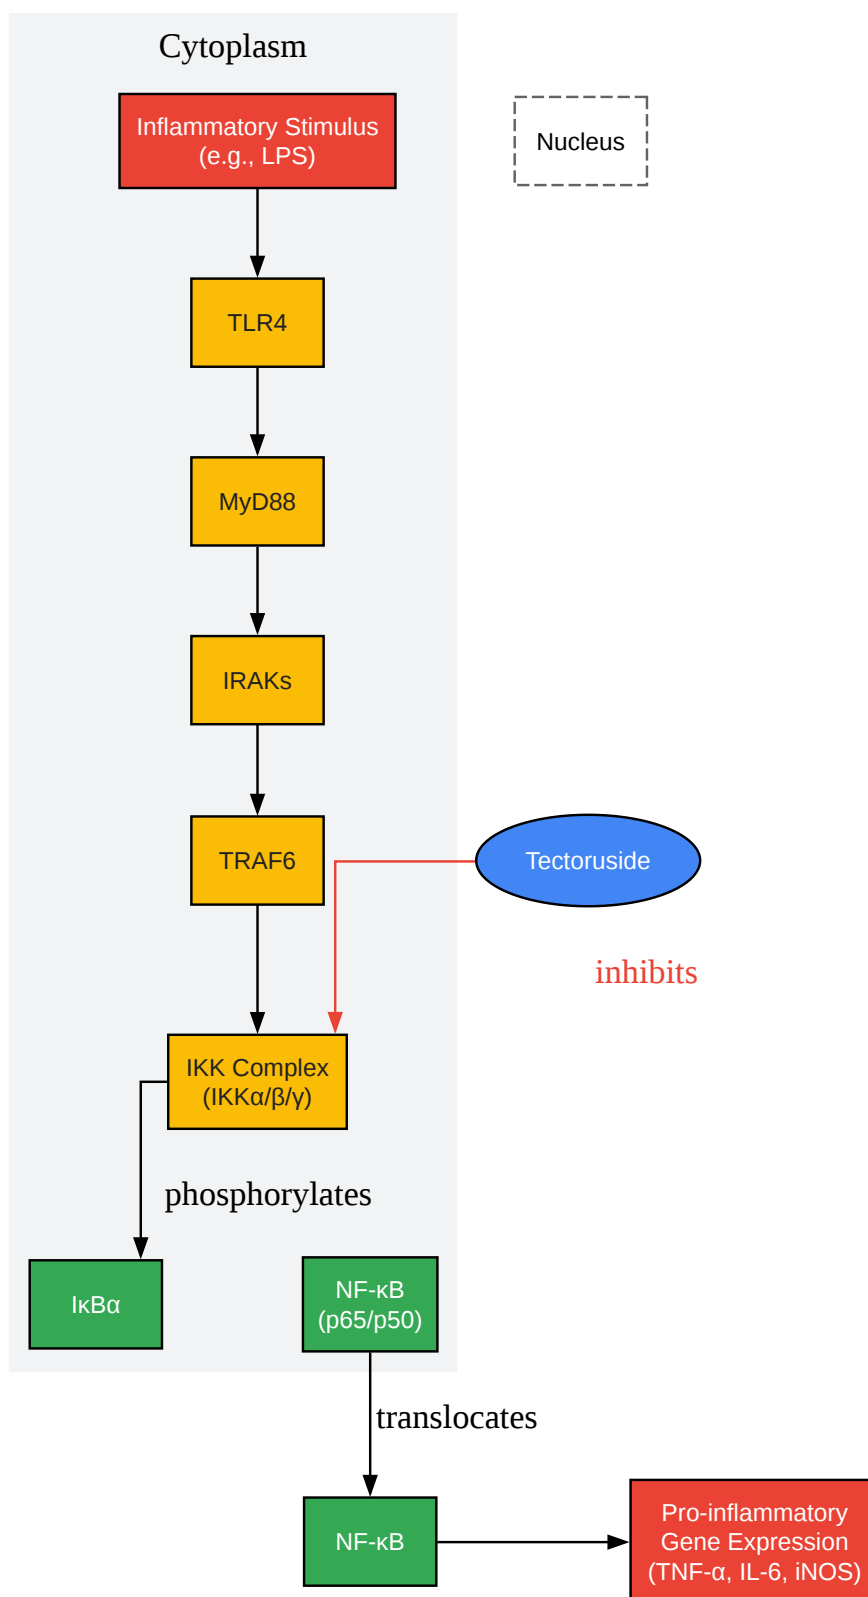 Cytoplasm
Inflammatory Stimulus
(e.g., LPS)
Nucleus
TLR4
MyD88
IRAKs
TRAF6
Tectoruside
inhibits
IKK Complex
(IKKα/β/γ)
phosphorylates
IκBα
NF-κB
(p65/p50)
translocates
NF-κB
Pro-inflammatory
Gene Expression
(TNF-α, IL-6, iNOS)